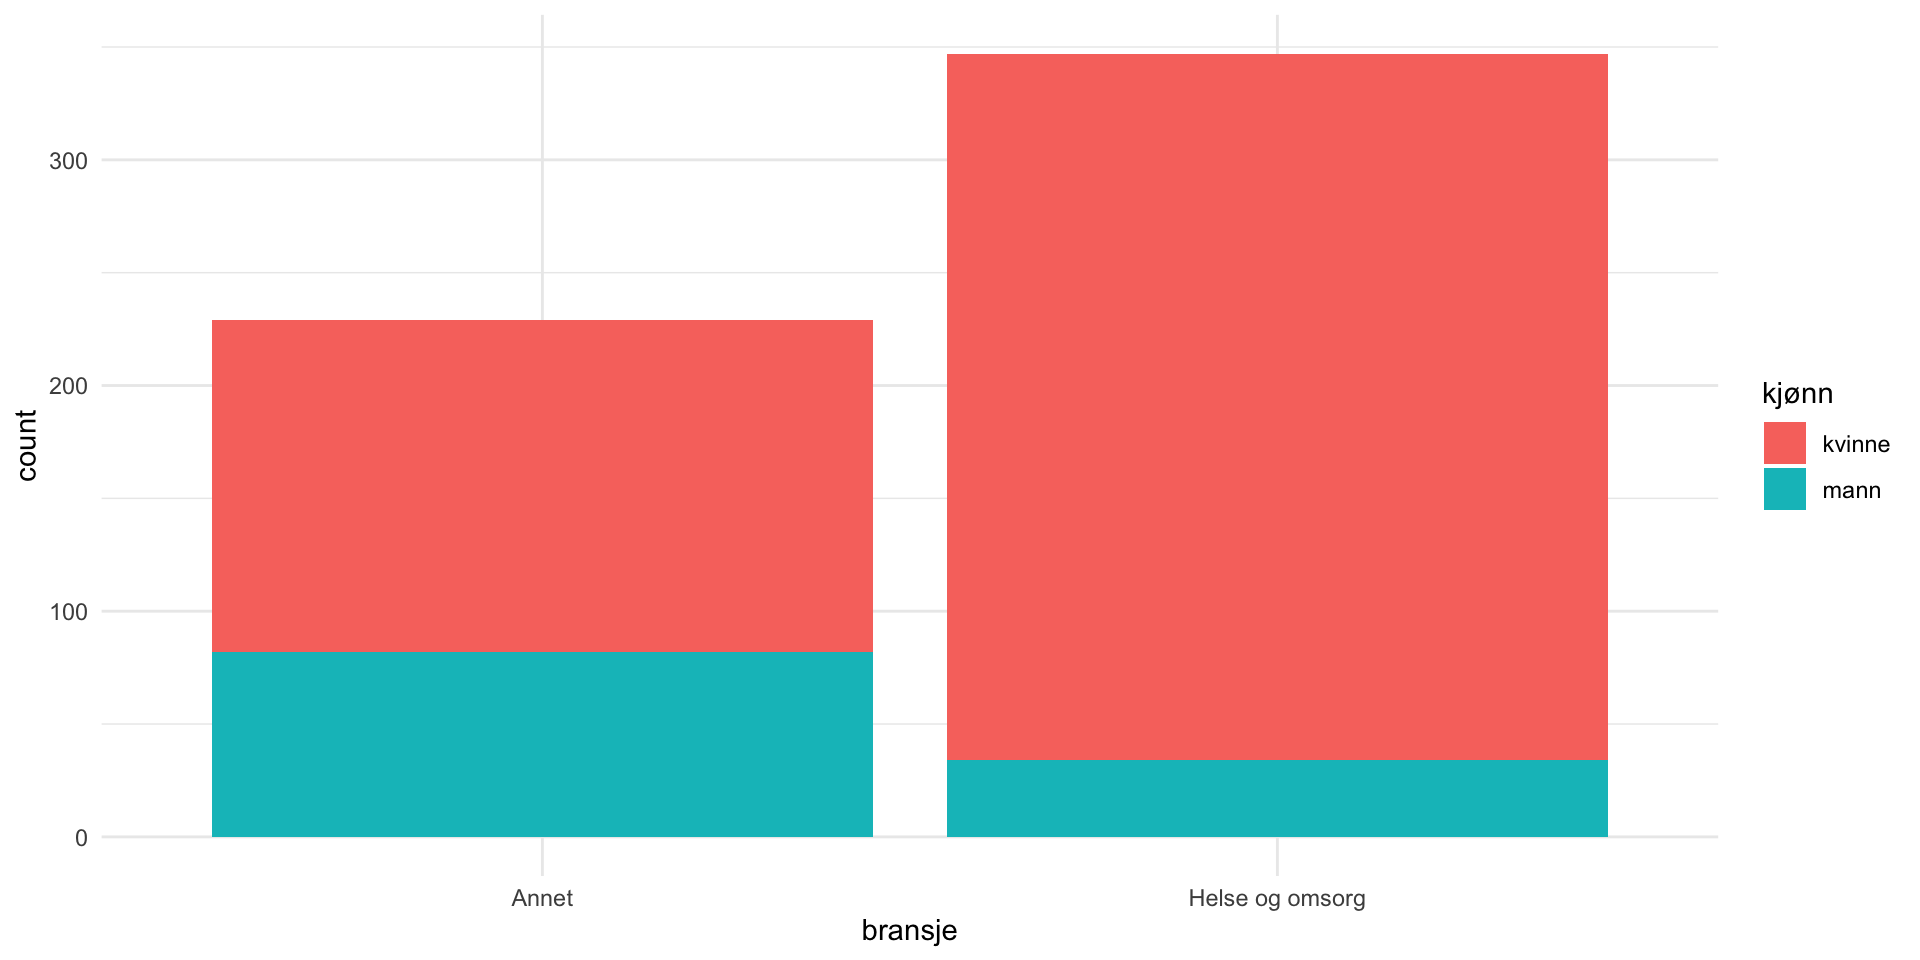 count
300
200
100
0
Annet
Helse og omsorg
bransje
kjønn
kvinne
mann